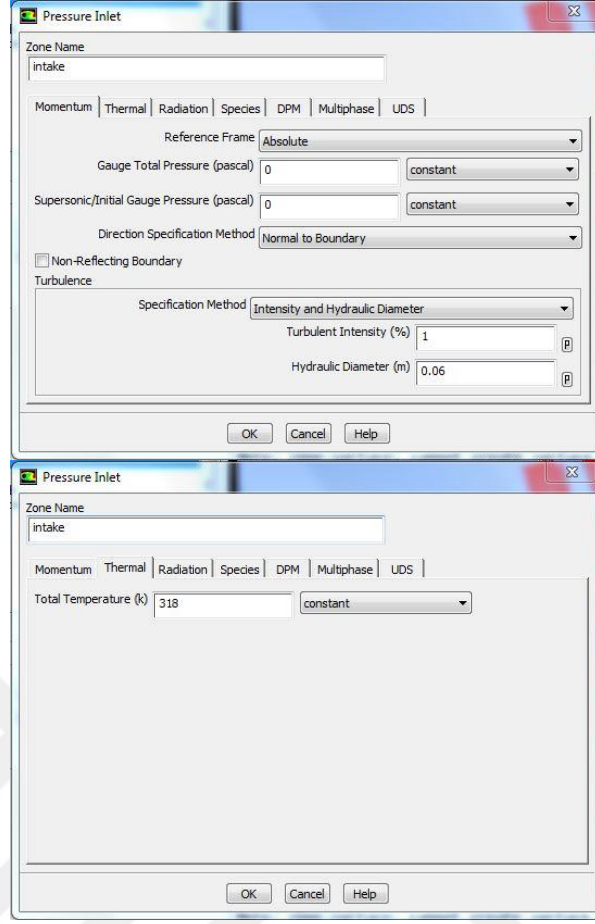 Pressure Inlet
Zone Name
intake
Momentum Thermal Radiation Species DPM Multiphase UDS
Reference Frame Absolute
Gauge Total Pressure (pascal) 0 constant
Supersonic/Initial Gauge Pressure (pascal) 0 constant
Direction Specification Method Normal to Boundary
Non-Reflecting Boundary
Turbulence
Specification Method Intensity and Hydraulic Diameter
Turbulent Intensity (%) 1 P
Hydraulic Diameter (m) 0.06 P
OK Cancel Help
Pressure Inlet
Zone Name
intake
Momentum Thermal Radiation Species DPM Multiphase UDS
Total Temperature (k) 318 constant
OK Cancel Help